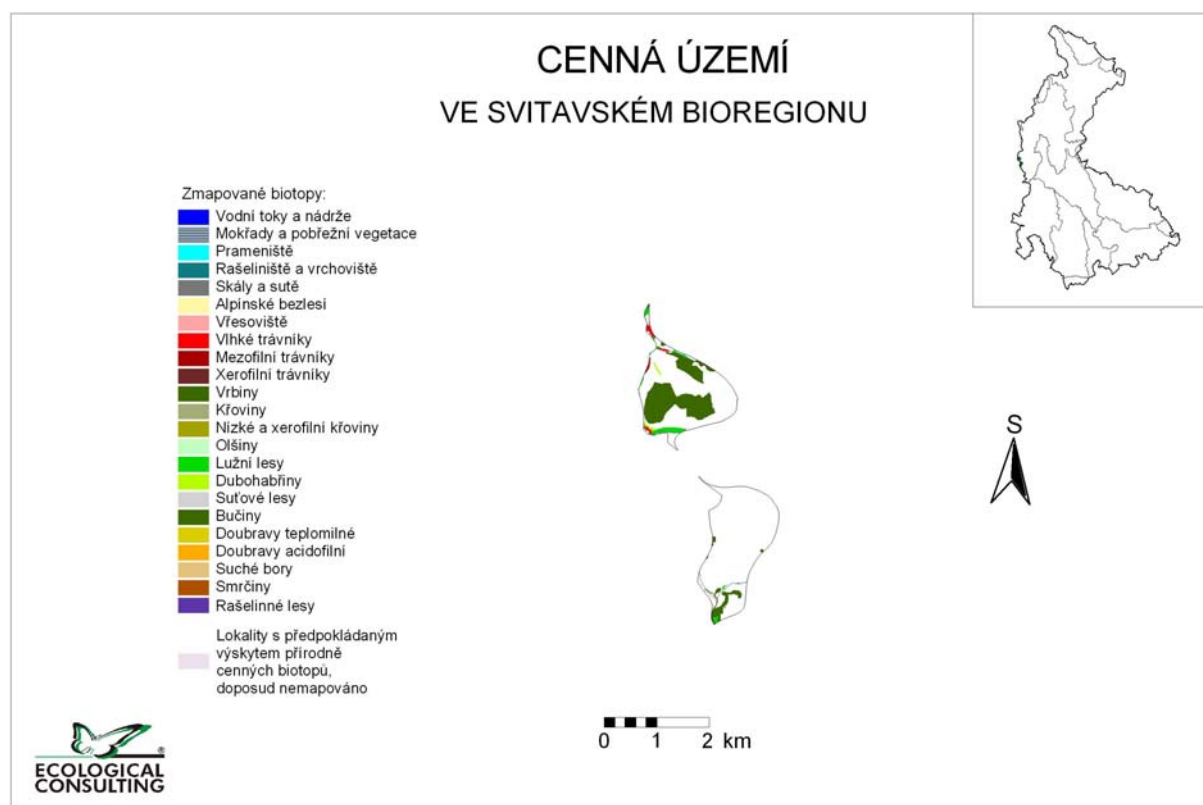 CENNÁ ÚZEMÍ
VE SVITAVSKÉM BIOREGIONU
Zmapované biotopy:
Vodní toky a nádrže
Mokřady a pobřežní vegetace
Prameniště
Rašeliniště a vrchoviště
Skály a sutě
Alpínské bezlesí
Vřesoviště
Vlhké trávníky
Mezofilní trávníky
Xerofilní trávníky
Vrbiny
Křoviny
Nízké a xerofilní křoviny
Olšiny
Lužní lesy
Dubohabřiny
Suťové lesy
Bučiny
Doubravy teplomilné
Doubravy acidofilní
Suché bory
Smrčiny
Rašelinné lesy
Lokality s předpokládaným
výskytem přírodně
cenných biotopů,
doposud nemapováno
S
0 1 2 km
®
ECOLOGICAL
CONSULTING